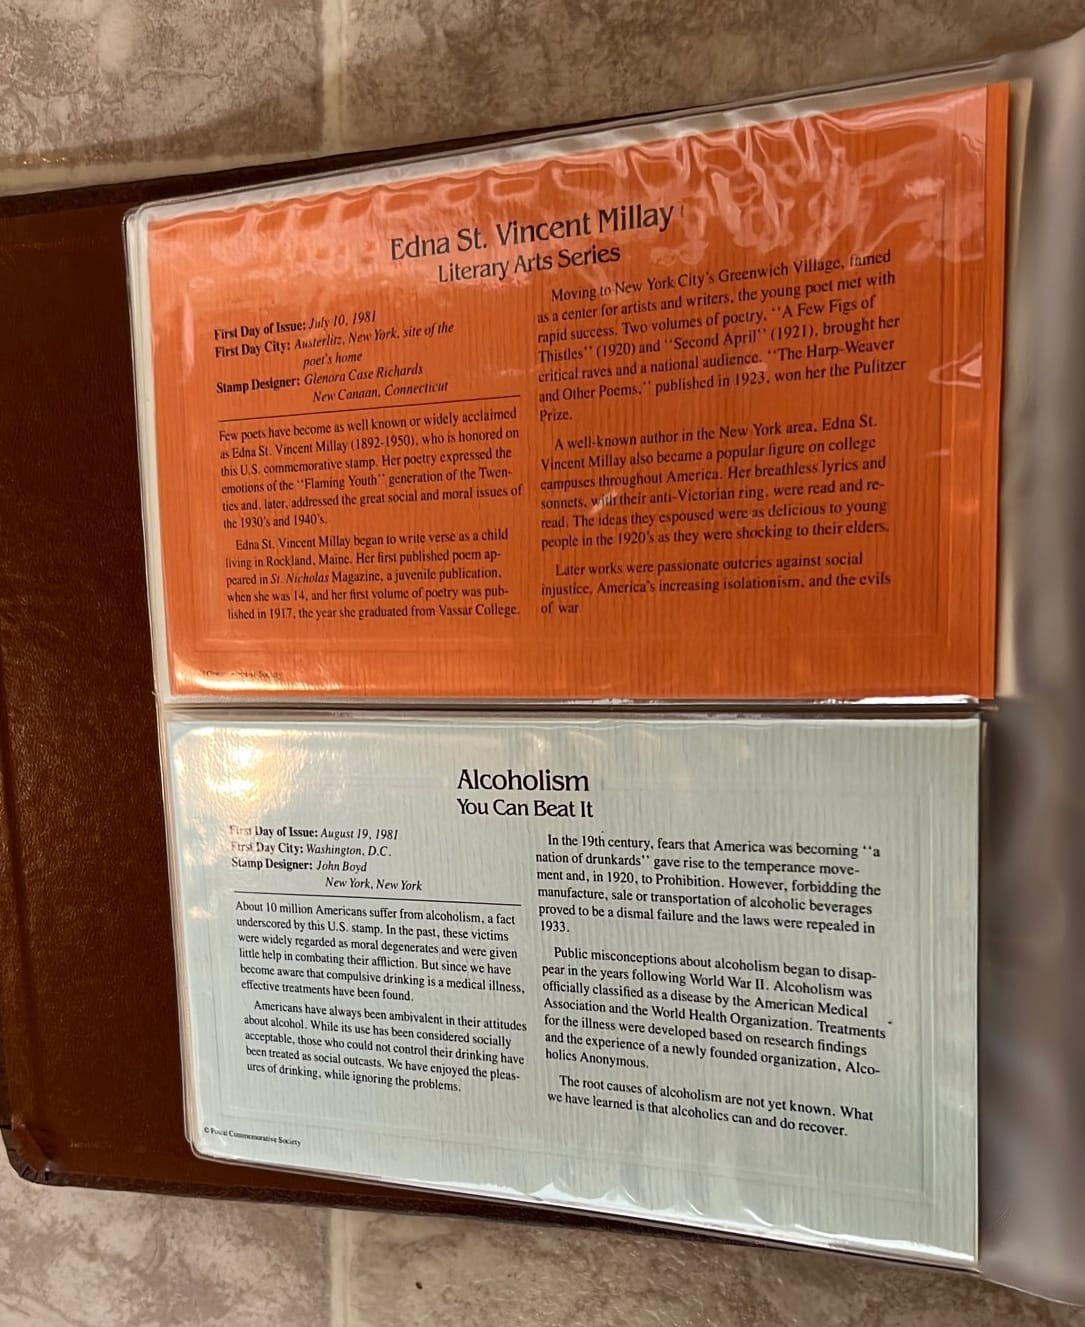 Edna St. Vincent Millay
Literary Arts Series
First Day of Issue: July 10, 1981
First Day City: Austerlitz, New York, site of the
poet's home
Stamp Designer: Glenora Case Richards
New Canaan, Connecticut
Few poets have become as well known or widely acclaimed
as Edna St. Vincent Millay (1892-1950), who is honored on
this U.S. commemorative stamp. Her poetry expressed the
emotions of the "Flaming Youth" generation of the Twen-
ties and, later, addressed the great social and moral issues of
the 1930's and 1940's.
Edna St. Vincent Millay began to write verse as a child
living in Rockland, Maine. Her first published poem ap-
peared in St. Nicholas Magazine, a juvenile publication,
when she was 14, and her first volume of poetry was pub-
lished in 1917, the year she graduated from Vassar College.
Moving to New York City's Greenwich Village, famed
as a center for artists and writers, the young poet met with
rapid success. Two volumes of poetry, "A Few Figs of
Thistles" (1920) and "Second April" (1921), brought her
critical raves and a national audience. "The Harp-Weaver
and Other Poems," published in 1923, won her the Pulitzer
Prize.
A well-known author in the New York area, Edna St.
Vincent Millay also became a popular figure on college
campuses throughout America. Her breathless lyrics and
sonnets, with their anti-Victorian ring, were read and re-
read. The ideas they espoused were as delicious to young
people in the 1920's as they were shocking to their elders.
Later works were passionate outcries against social
injustice, America's increasing isolationism, and the evils
of war.
Alcoholism
You Can Beat It
First Day of Issue: August 19, 1981
First Day City: Washington, D.C.
Stamp Designer: John Boyd
New York, New York
About 10 million Americans suffer from alcoholism, a fact
underscored by this U.S. stamp. In the past, these victims
were widely regarded as moral degenerates and were given
little help in combating their affliction. But since we have
become aware that compulsive drinking is a medical illness,
effective treatments have been found.
Americans have always been ambivalent in their attitudes
about alcohol. While its use has been considered socially
acceptable, those who could not control their drinking have
been treated as social outcasts. We have enjoyed the pleas-
ures of drinking, while ignoring the problems.
In the 19th century, fears that America was becoming "a
nation of drunkards" gave rise to the temperance move-
ment and, in 1920, to Prohibition. However, forbidding the
manufacture, sale or transportation of alcoholic beverages
proved to be a dismal failure and the laws were repealed in
1933.
Public misconceptions about alcoholism began to disap-
pear in the years following World War II. Alcoholism was
officially classified as a disease by the American Medical
Association and the World Health Organization. Treatments
for the illness were developed based on research findings
and the experience of a newly founded organization, Alco-
holics Anonymous.
The root causes of alcoholism are not yet known. What
we have learned is that alcoholics can and do recover.
© Postal Commemorative Society